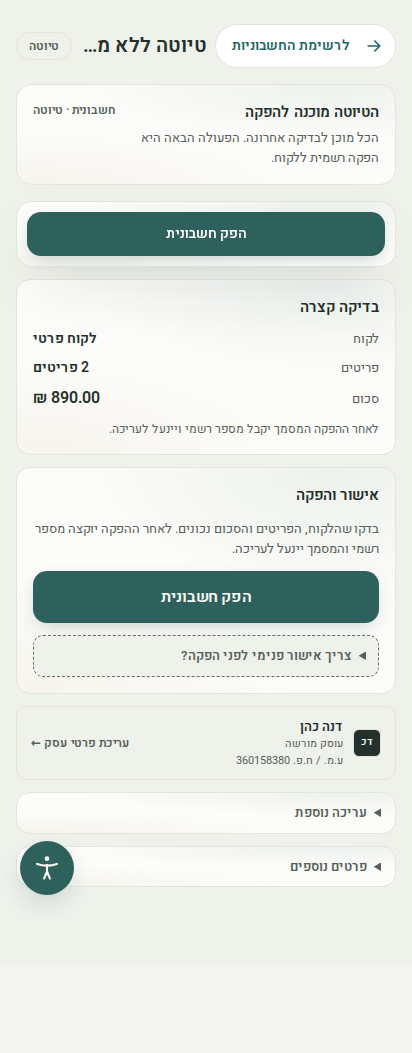 לרשימת החשבוניות →
טיוטה ללא מ...
טיוטה
הטיוטה מוכנה להפקה
חשבונית · טיוטה
הכל מוכן לבדיקה אחרונה. הפעולה הבאה היא
הפקה רשמית ללקוח.
הפק חשבונית
בדיקה קצרה
לקוח
לקוח פרטי
פריטים
2 פריטים
סכום
890.00 ₪
לאחר ההפקה המסמך יקבל מספר רשמי ויינעל לעריכה.
אישור והפקה
בדקו שהלקוח, הפריטים והסכום נכונים. לאחר ההפקה יוקצה מספר
רשמי והמסמך יינעל לעריכה.
הפק חשבונית
צריך אישור פנימי לפני הפקה?
דכ
דנה כהן
עוסק מורשה
ע.מ. / ח.פ. 360158380
עריכת פרטי עסק ←
עריכה נוספת
פרטים נוספים